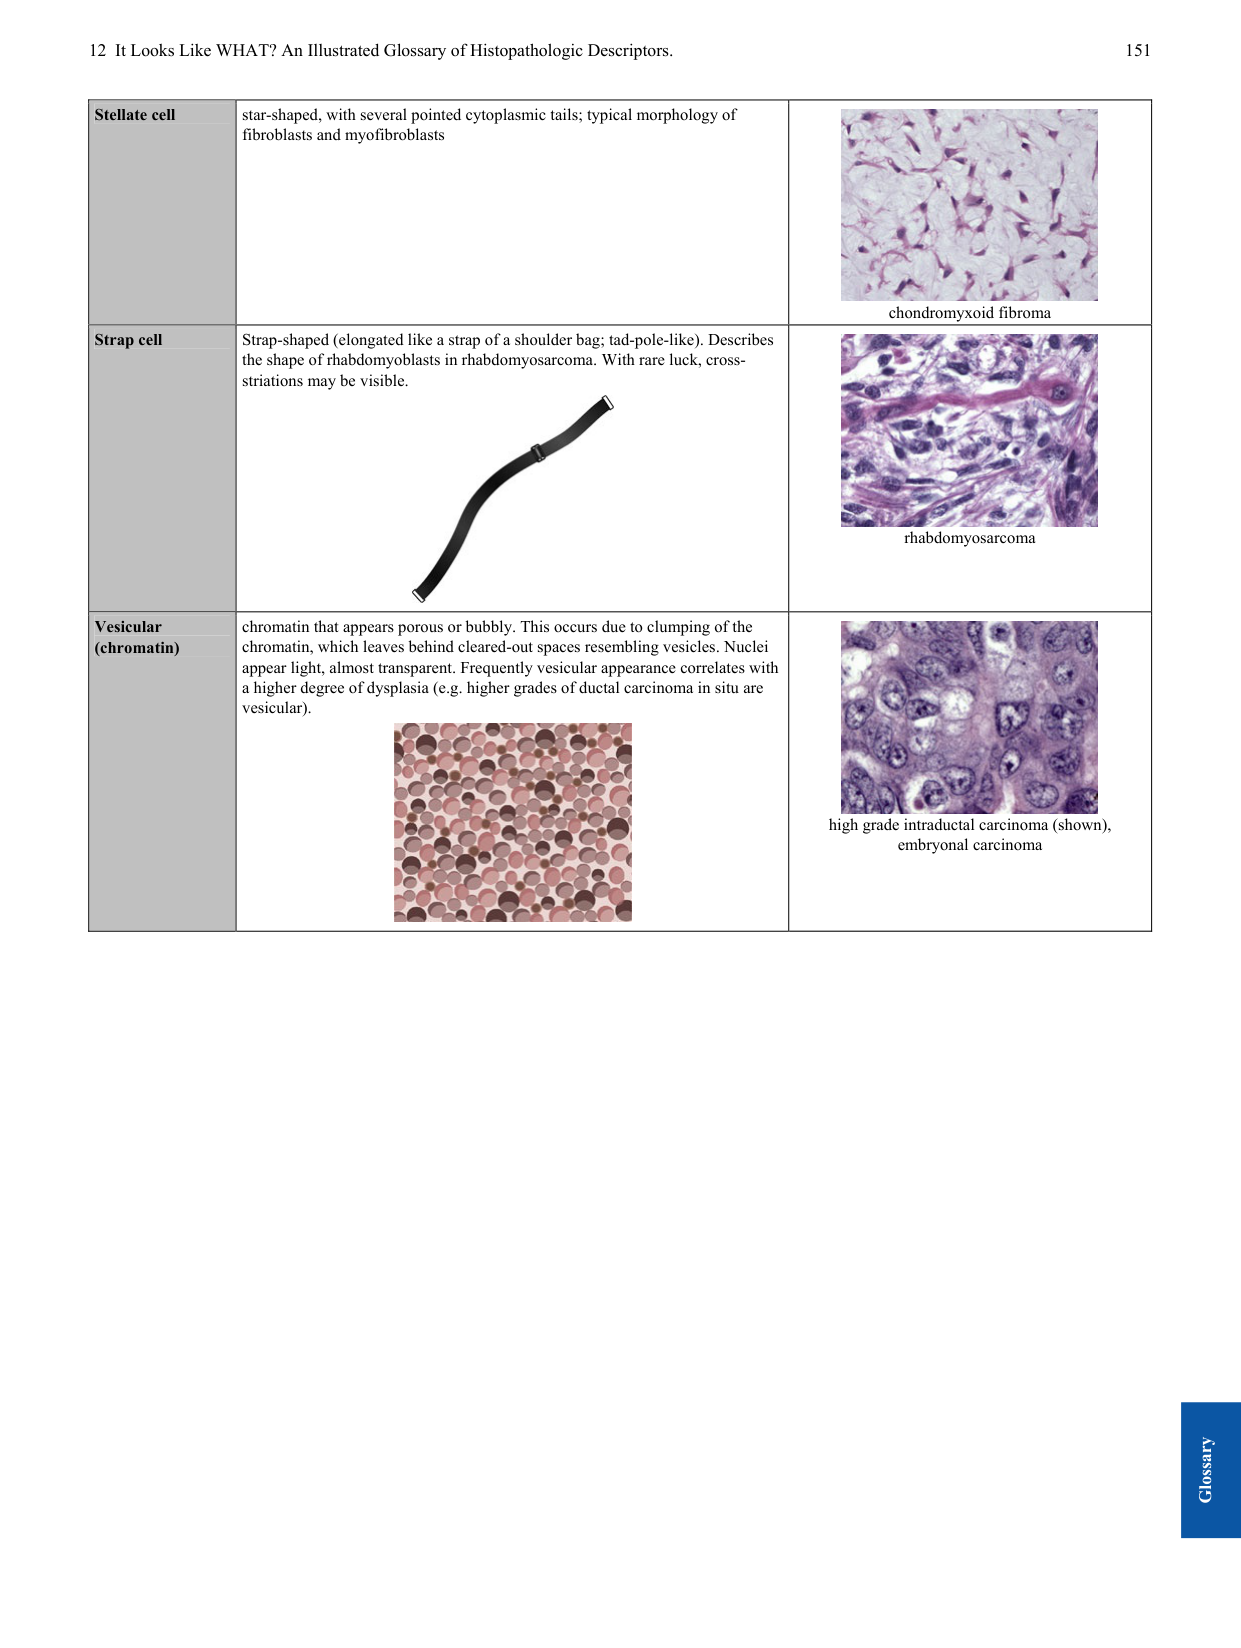 12 It Looks Like WHAT? An Illustrated Glossary of Histopathologic Descriptors.
151
Stellate cell
star-shaped, with several pointed cytoplasmic tails; typical morphology of
fibroblasts and myofibroblasts
chondromyxoid fibroma
Strap cell
Strap-shaped (elongated like a strap of a shoulder bag; tad-pole-like). Describes
the shape of rhabdomyoblasts in rhabdomyosarcoma. With rare luck, cross-
striations may be visible.
rhabdomyosarcoma
Vesicular
(chromatin)
chromatin that appears porous or bubbly. This occurs due to clumping of the
chromatin, which leaves behind cleared-out spaces resembling vesicles. Nuclei
appear light, almost transparent. Frequently vesicular appearance correlates with
a higher degree of dysplasia (e.g. higher grades of ductal carcinoma in situ are
vesicular).
high grade intraductal carcinoma (shown),
embryonal carcinoma
Glossary